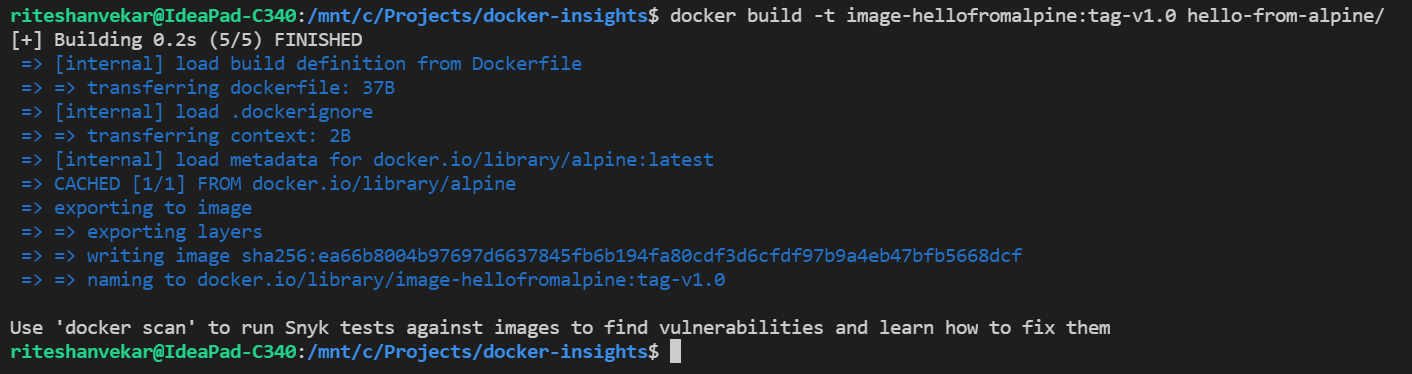 riteshanvekar@IdeaPad-C340:/mnt/c/Projects/docker-insights$ docker build -t image-hellofromalpine:tag-v1.0 hello-from-alpine/
[+] Building 0.2s (5/5) FINISHED
=> [internal] load build definition from Dockerfile
=> => transferring dockerfile: 37B
=> [internal] load .dockerignore
=> => transferring context: 2B
=> [internal] load metadata for docker.io/library/alpine:latest
=> CACHED [1/1] FROM docker.io/library/alpine
=> exporting to image
=> => exporting layers
=> => writing image sha256:ea66b8004b97697d6637845fb6b194fa80cdf3d6cfdf97b9a4eb47bfb5668dcf
=> => naming to docker.io/library/image-hellofromalpine:tag-v1.0
Use 'docker scan' to run Snyk tests against images to find vulnerabilities and learn how to fix them
riteshanvekar@IdeaPad-C340:/mnt/c/Projects/docker-insights$